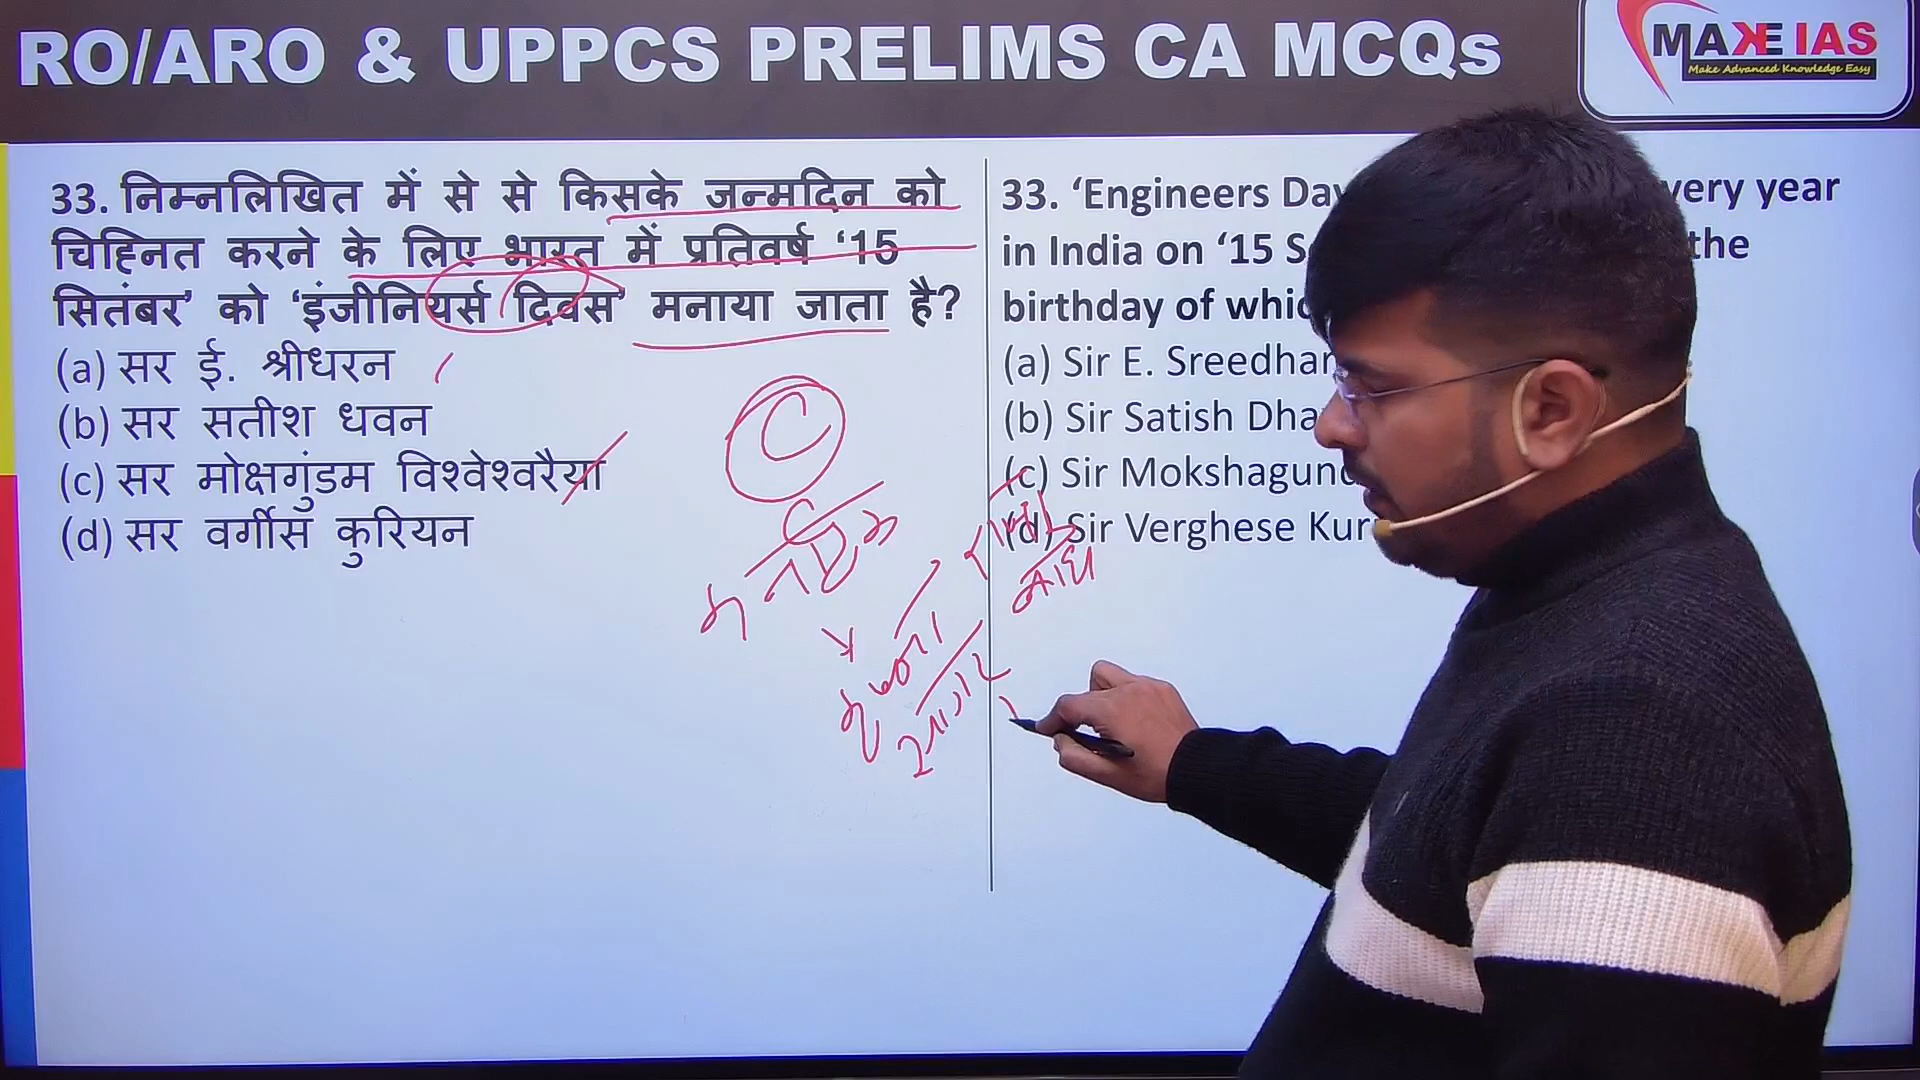 RO/ARO & UPPCS PRELIMS CA MCQs
MAKE IAS
Make Advanced Knowledge Easy
33. निम्नलिखित में से से किसके जन्मदिन को
चिह्नित करने के लिए भारत में प्रतिवर्ष ‘15
सितंबर’ को ‘इंजीनियर्स दिवस’ मनाया जाता है?
(a) सर ई. श्रीधरन
(b) सर सतीश धवन
(c) सर मोक्षगुंडम विश्वेश्वरैया
(d) सर वर्गीस कुरियन
33. ‘Engineers Day very year
in India on ‘15 S the
birthday of whic
(a) Sir E. Sreedhar
(b) Sir Satish Dha
(c) Sir Mokshagund
(d) Sir Verghese Kur
C
सागर